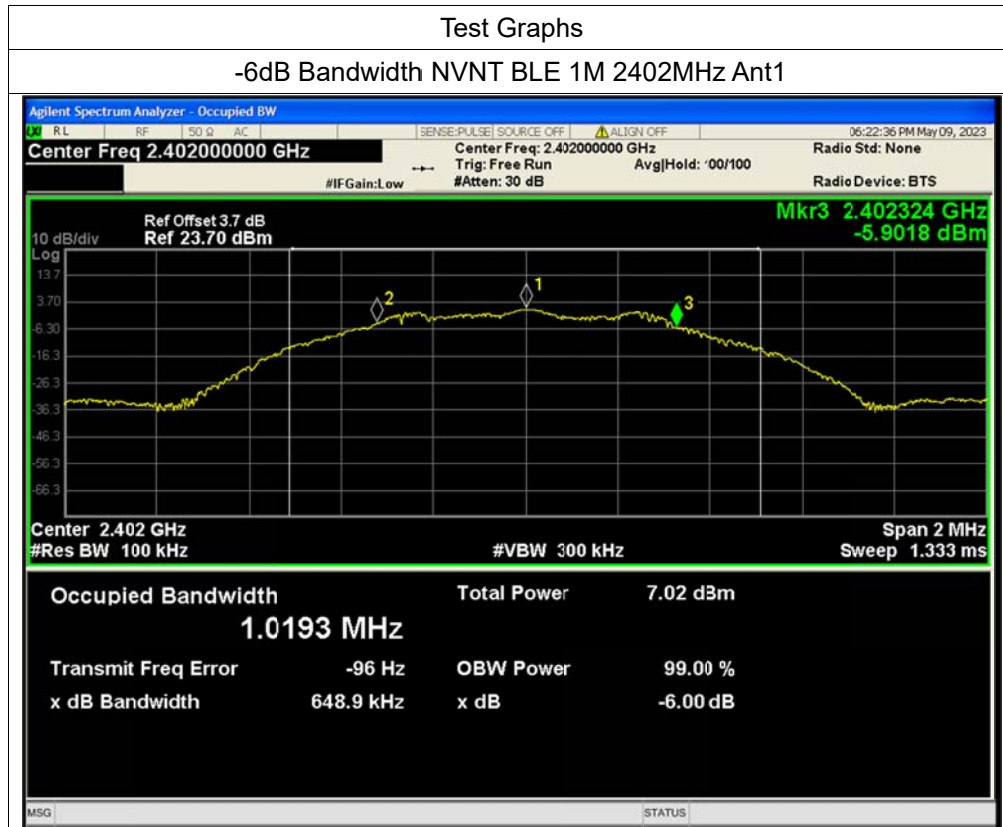 Test Graphs
-6dB Bandwidth NVNT BLE 1M 2402MHz Ant1
Agilent Spectrum Analyzer - Occupied BW
LXI RL RF 50 Ω AC SENSE:PULSE SOURCE OFF ALIGN OFF 06:22:36 PM May 09, 2023
Center Freq 2.402000000 GHz Center Freq: 2.402000000 GHz Radio Std: None
Trig: Free Run Avg|Hold: 100/100
#IFGain:Low #Atten: 30 dB Radio Device: BTS
Mkr3 2.402324 GHz
Ref Offset 3.7 dB
10 dB/div Ref 23.70 dBm -5.9018 dBm
Log
13.7
3.70
-6.30
-16.3
-26.3
-36.3
-46.3
-56.3
-66.3
2 1 3
Center 2.402 GHz Span 2 MHz
#Res BW 100 kHz #VBW 300 kHz Sweep 1.333 ms
Occupied Bandwidth Total Power 7.02 dBm
1.0193 MHz
Transmit Freq Error -96 Hz OBW Power 99.00 %
x dB Bandwidth 648.9 kHz x dB -6.00 dB
MSG STATUS